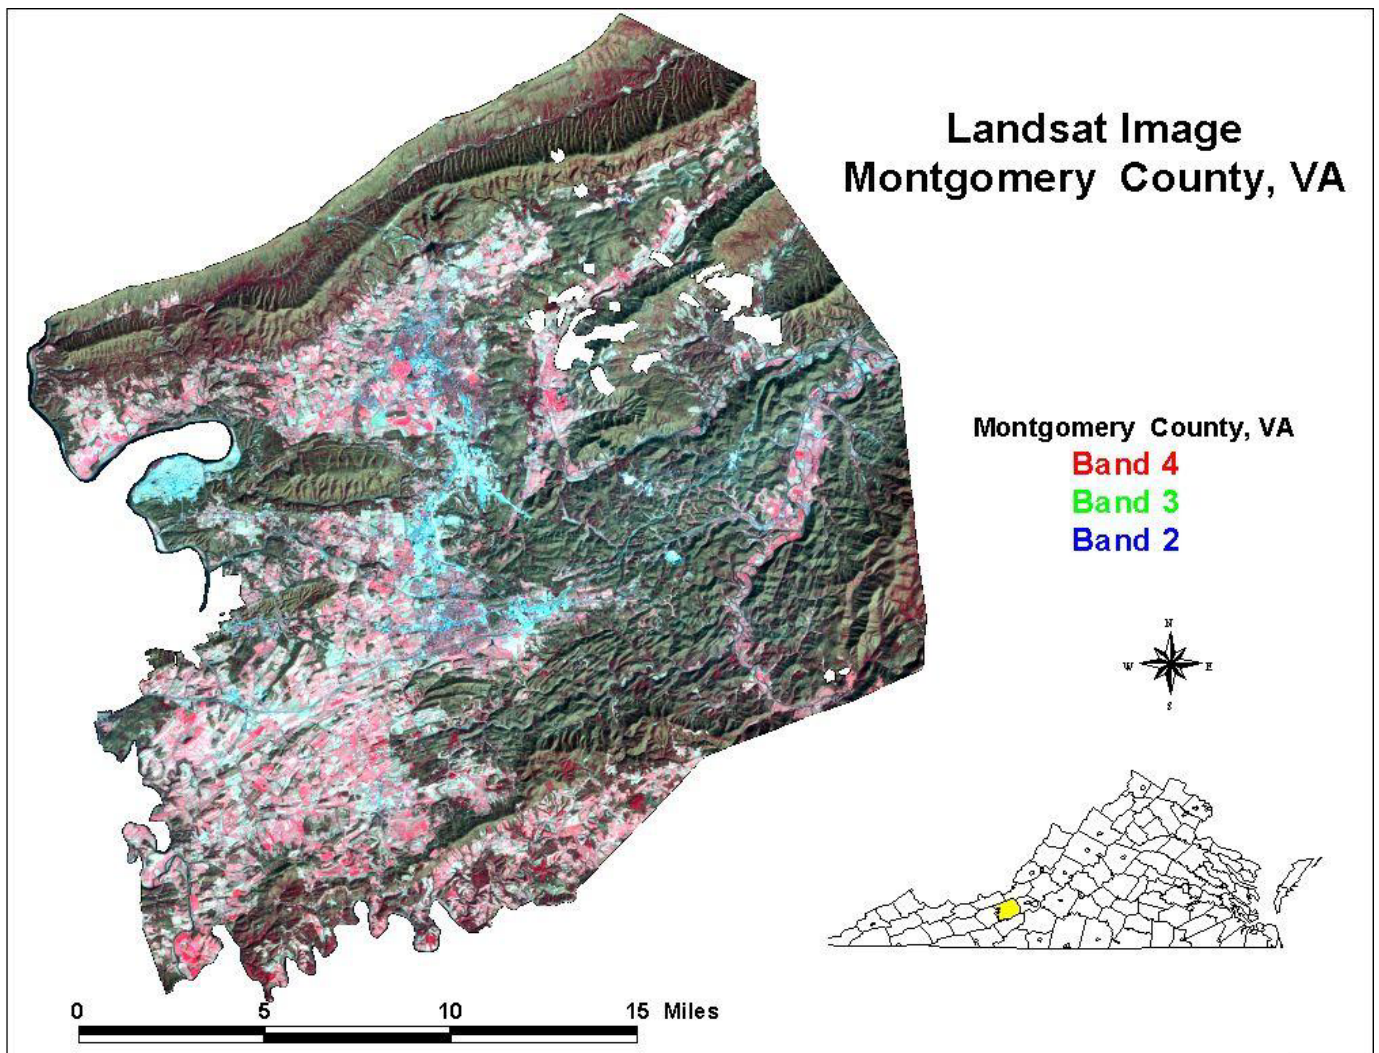 Landsat Image
Montgomery County, VA
Montgomery County, VA
Band 4
Band 3
Band 2
N
W E
S
0 5 10 15 Miles